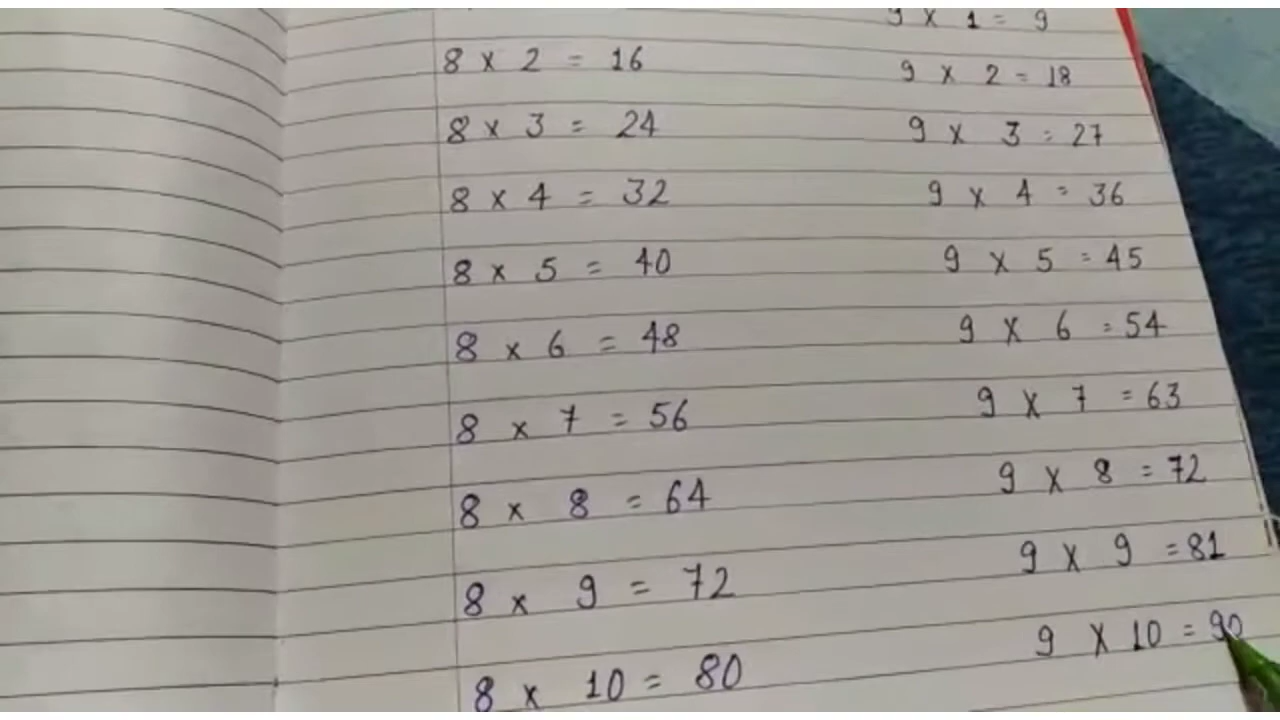 8 × 2 = 16
8 × 3 = 24
8 × 4 = 32
8 × 5 = 40
8 × 6 = 48
8 × 7 = 56
8 × 8 = 64
8 × 9 = 72
8 × 10 = 80
9 × 1 = 9
9 × 2 = 18
9 × 3 = 27
9 × 4 = 36
9 × 5 = 45
9 × 6 = 54
9 × 7 = 63
9 × 8 = 72
9 × 9 = 81
9 × 10 = 90